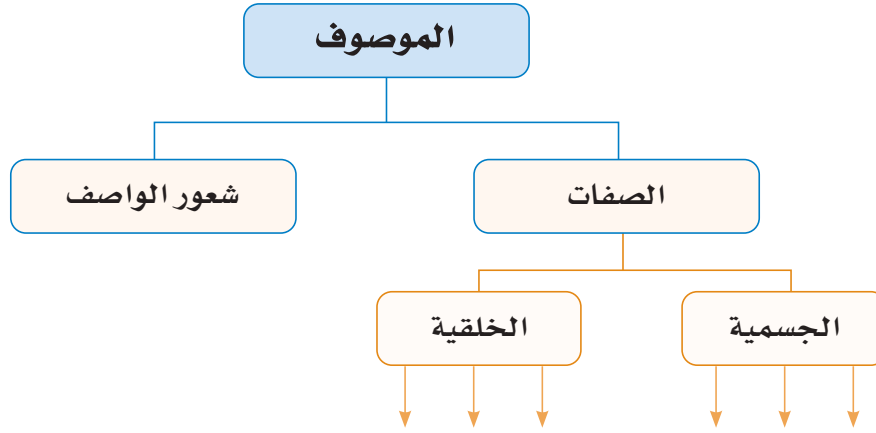 الموصوف
الصفات
شعور الواصف
الجسمية
الخلقية